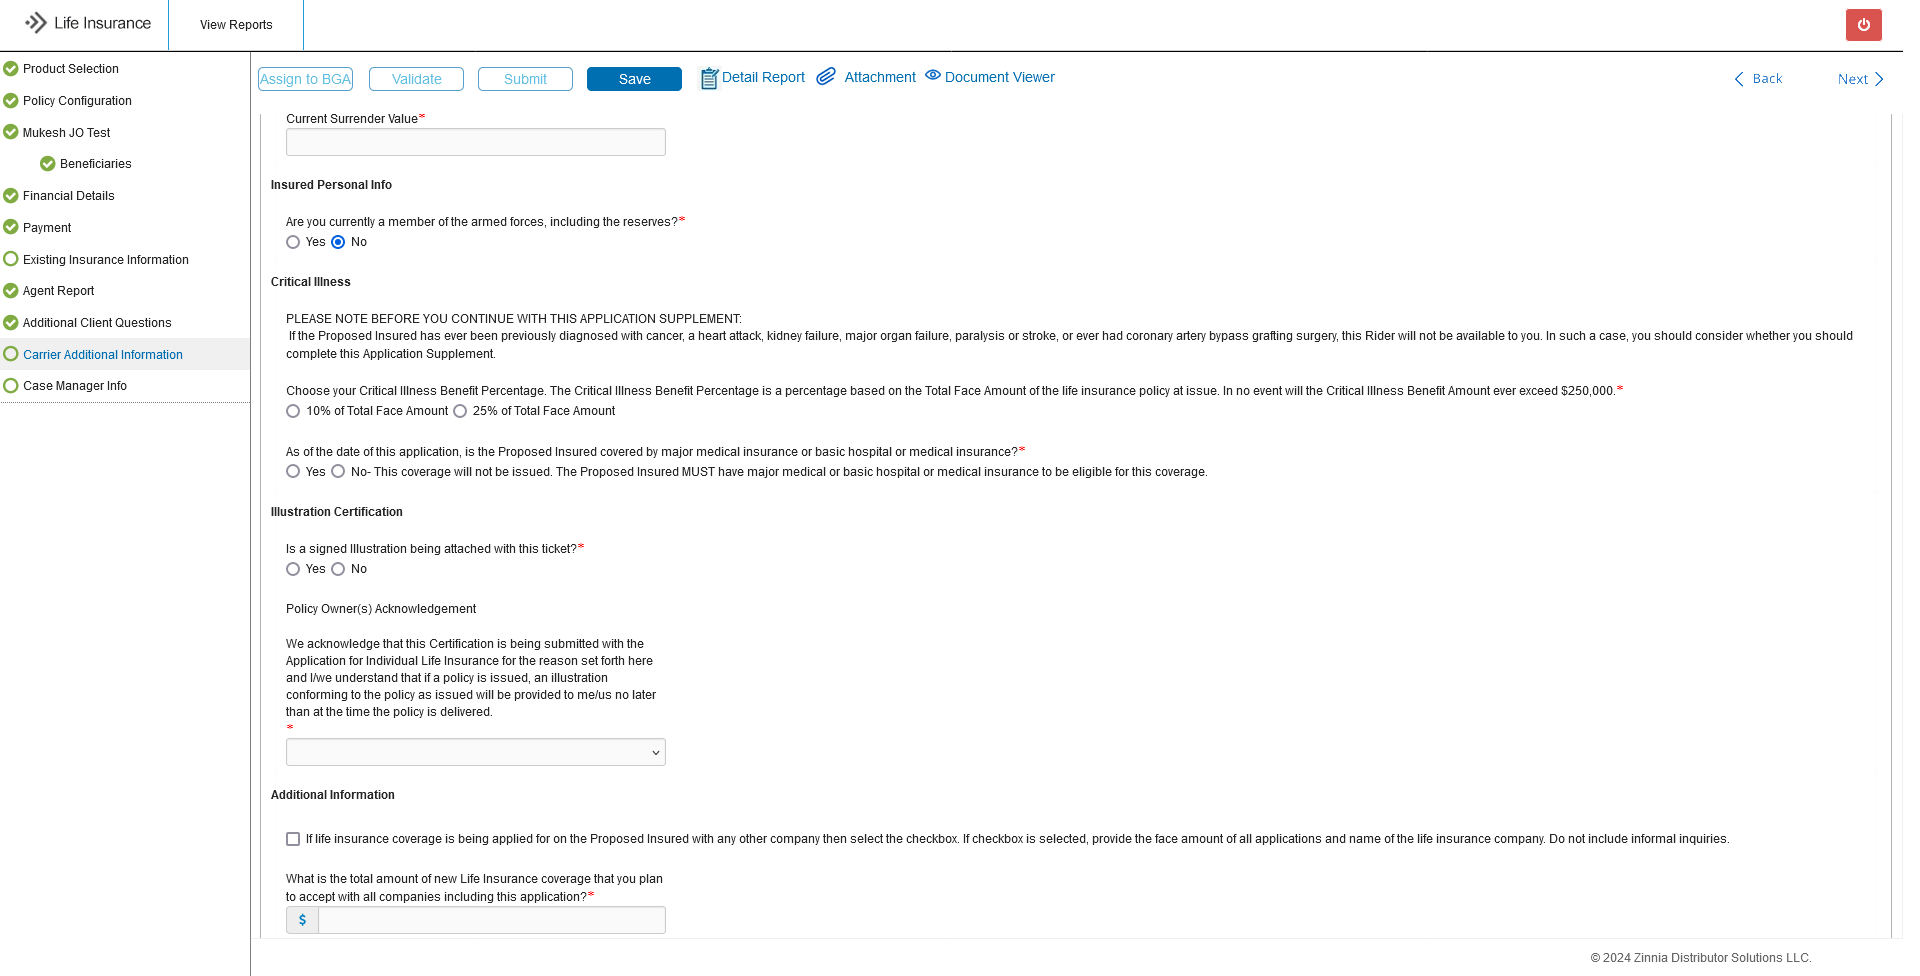 Life Insurance
View Reports
Product Selection
Policy Configuration
Mukesh JO Test
Beneficiaries
Financial Details
Payment
Existing Insurance Information
Agent Report
Additional Client Questions
Carrier Additional Information
Case Manager Info
Assign to BGA
Validate
Submit
Save
Detail Report
Attachment
Document Viewer
Back
Next
Current Surrender Value*
Insured Personal Info
Are you currently a member of the armed forces, including the reserves?*
Yes No
Critical Illness
PLEASE NOTE BEFORE YOU CONTINUE WITH THIS APPLICATION SUPPLEMENT:
If the Proposed Insured has ever been previously diagnosed with cancer, a heart attack, kidney failure, major organ failure, paralysis or stroke, or ever had coronary artery bypass grafting surgery, this Rider will not be available to you. In such a case, you should consider whether you should
complete this Application Supplement.
Choose your Critical Illness Benefit Percentage. The Critical Illness Benefit Percentage is a percentage based on the Total Face Amount of the life insurance policy at issue. In no event will the Critical Illness Benefit Amount ever exceed $250,000.*
10% of Total Face Amount 25% of Total Face Amount
As of the date of this application, is the Proposed Insured covered by major medical insurance or basic hospital or medical insurance?*
Yes No- This coverage will not be issued. The Proposed Insured MUST have major medical or basic hospital or medical insurance to be eligible for this coverage.
Illustration Certification
Is a signed Illustration being attached with this ticket?*
Yes No
Policy Owner(s) Acknowledgement
We acknowledge that this Certification is being submitted with the
Application for Individual Life Insurance for the reason set forth here
and I/we understand that if a policy is issued, an illustration
conforming to the policy as issued will be provided to me/us no later
than at the time the policy is delivered.
*
Additional Information
If life insurance coverage is being applied for on the Proposed Insured with any other company then select the checkbox. If checkbox is selected, provide the face amount of all applications and name of the life insurance company. Do not include informal inquiries.
What is the total amount of new Life Insurance coverage that you plan
to accept with all companies including this application?*
$
© 2024 Zinnia Distributor Solutions LLC.